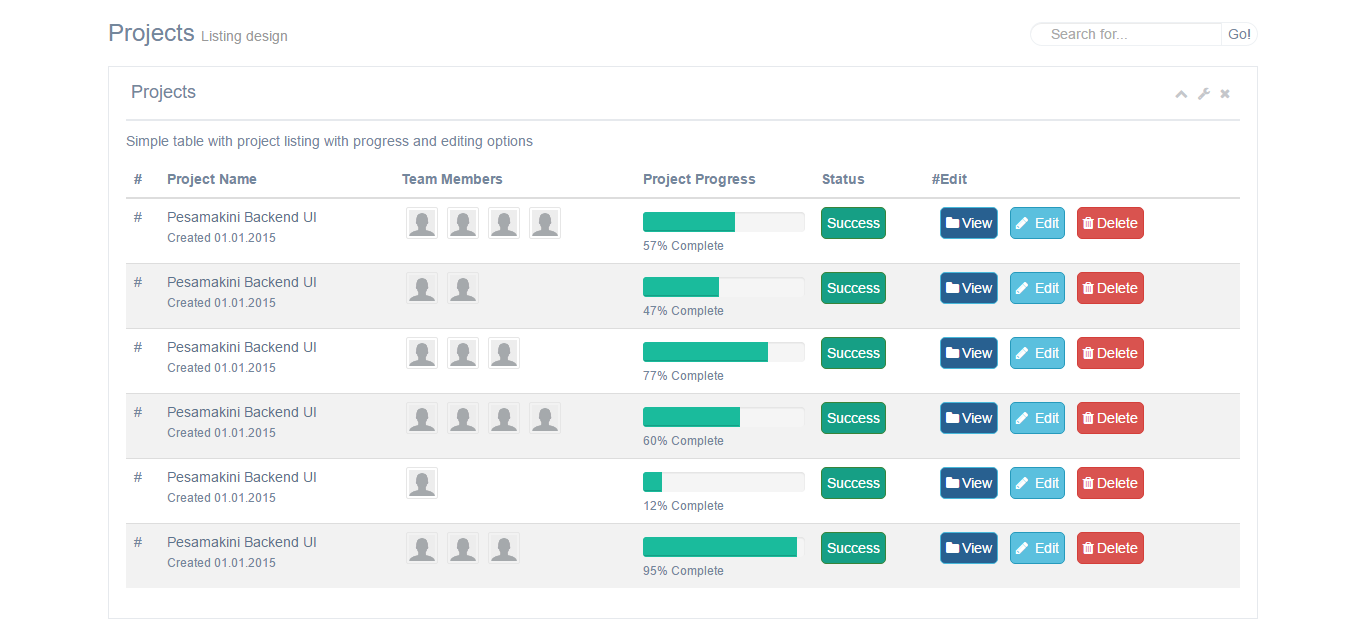 Projects Listing design
Search for... Go!
Projects
Simple table with project listing with progress and editing options
# Project Name Team Members Project Progress Status #Edit
# Pesamakini Backend UI Success View Edit Delete
Created 01.01.2015 57% Complete
# Pesamakini Backend UI Success View Edit Delete
Created 01.01.2015 47% Complete
# Pesamakini Backend UI Success View Edit Delete
Created 01.01.2015 77% Complete
# Pesamakini Backend UI Success View Edit Delete
Created 01.01.2015 60% Complete
# Pesamakini Backend UI Success View Edit Delete
Created 01.01.2015 12% Complete
# Pesamakini Backend UI Success View Edit Delete
Created 01.01.2015 95% Complete